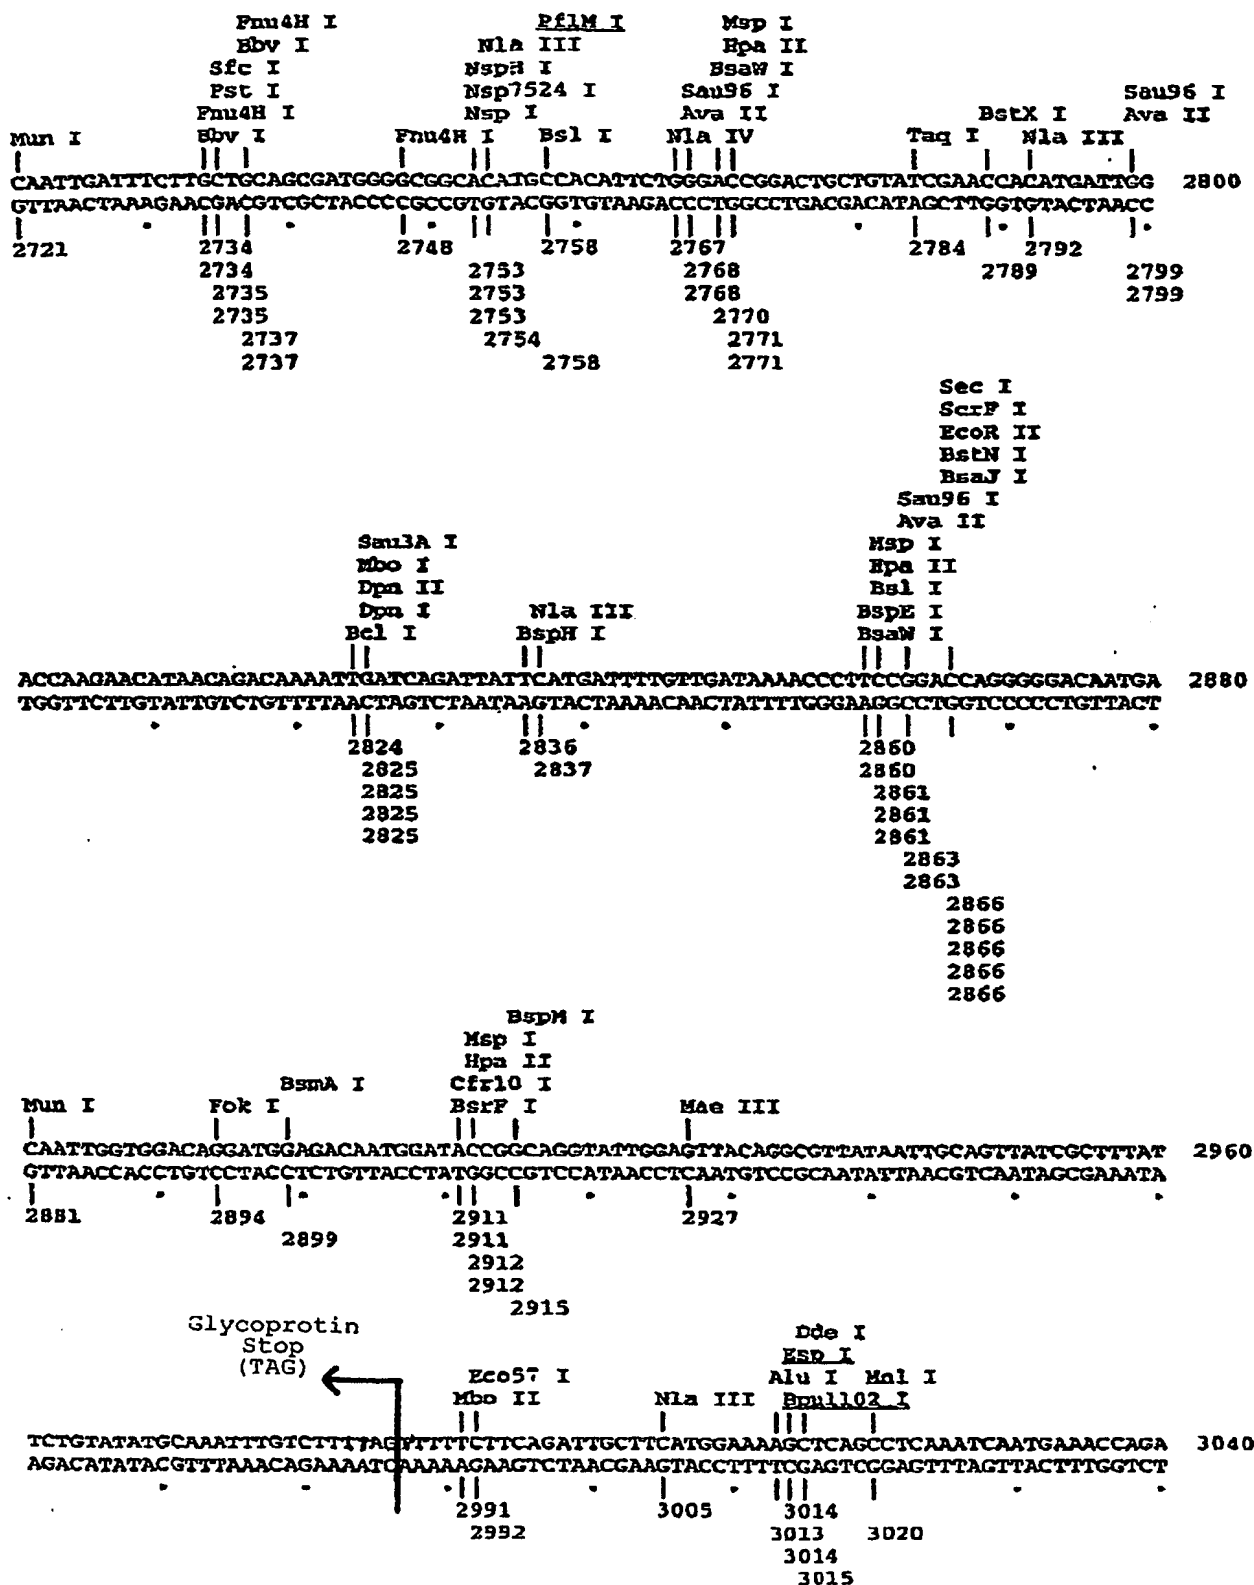 Fnu4H I PflM I Msp I
Bbv I Nla III Hpa II
Sfc I NspH I BsaW I
Pst I Nsp7524 I Sau96 I Sau96 I
Fnu4H I Nsp I Ava II BstX I Ava II
Mun I Bbv I Fnu4H I Bsl I Nla IV Taq I Nla III
CAATTGATTTCTTGCTGCAGCGATGGGGCGGCACATGCCACATTCTGGGACCGGACTGCTGTATCGAACCACATGATTGG 2800
GTTAACTAAAGAACGACGTCGCTACCCCGCCGTGTACGGTGTAAGACCCTGGCCTGACGACATAGCTTGGTGTACTAACC
2721 2734 2748 2758 2767 2784 2792
2734 2753 2768 2789 2799
2735 2753 2768 2799
2735 2753 2770
2737 2754 2771
2737 2758 2771
Sec I
ScrF I
EcoR II
BstN I
BsaJ I
Sau96 I
Ava II
Sau3A I Msp I
Mbo I Hpa II
Dpn II Bsl I
Dpn I Nla III BspE I
Bcl I BspH I BsaW I
ACCAAGAACATAACAGACAAAATTGATCAGATTATTCATGATTTTGTTGATAAAACCCTTCCGGACCAGGGGGACAATGA 2880
TGGTTCTTGTATTGTCTGTTTTAACTAGTCTAATAAGTACTAAAACAACTATTTTGGGAAGGCCTGGTCCCCCTGTTACT
2824 2836 2860
2825 2837 2860
2825 2861
2825 2861
2825 2861
2863
2863
2866
2866
2866
2866
2866
BspM I
Msp I
Hpa II
BsmA I Cfr10 I
Mun I Fok I BsrF I Mae III
CAATTGGTGGACAGGATGGAGACAATGGATACCGGCAGGTATTGGAGTTACAGGCGTTATAATTGCAGTTATCGCTTTAT 2960
GTTAACCACCTGTCCTACCTCTGTTACCTATGGCCGTCCATAACCTCAATGTCCGCAATATTAACGTCAATAGCGAAATA
2881 2894 2911 2927
2899 2911
2912
2912
2915
Glycoprotin
Stop
(TAG)
Dde I
Esp I
Eco57 I Alu I Mnl I
Mbo II Nla III Bpu1102 I
TCTGTATATGCAAATTTGTCTTTTAGTTTTTCTTCAGATTGCTTCATGGAAAAGCTCAGCCTCAAATCAATGAAACCAGA 3040
AGACATATACGTTTAAACAGAAAATCAAAAAGAAGTCTAACGAAGTACCTTTTCGAGTCGGAGTTTAGTTACTTTGGTCT
2991 3005 3014
2992 3013 3020
3014
3015